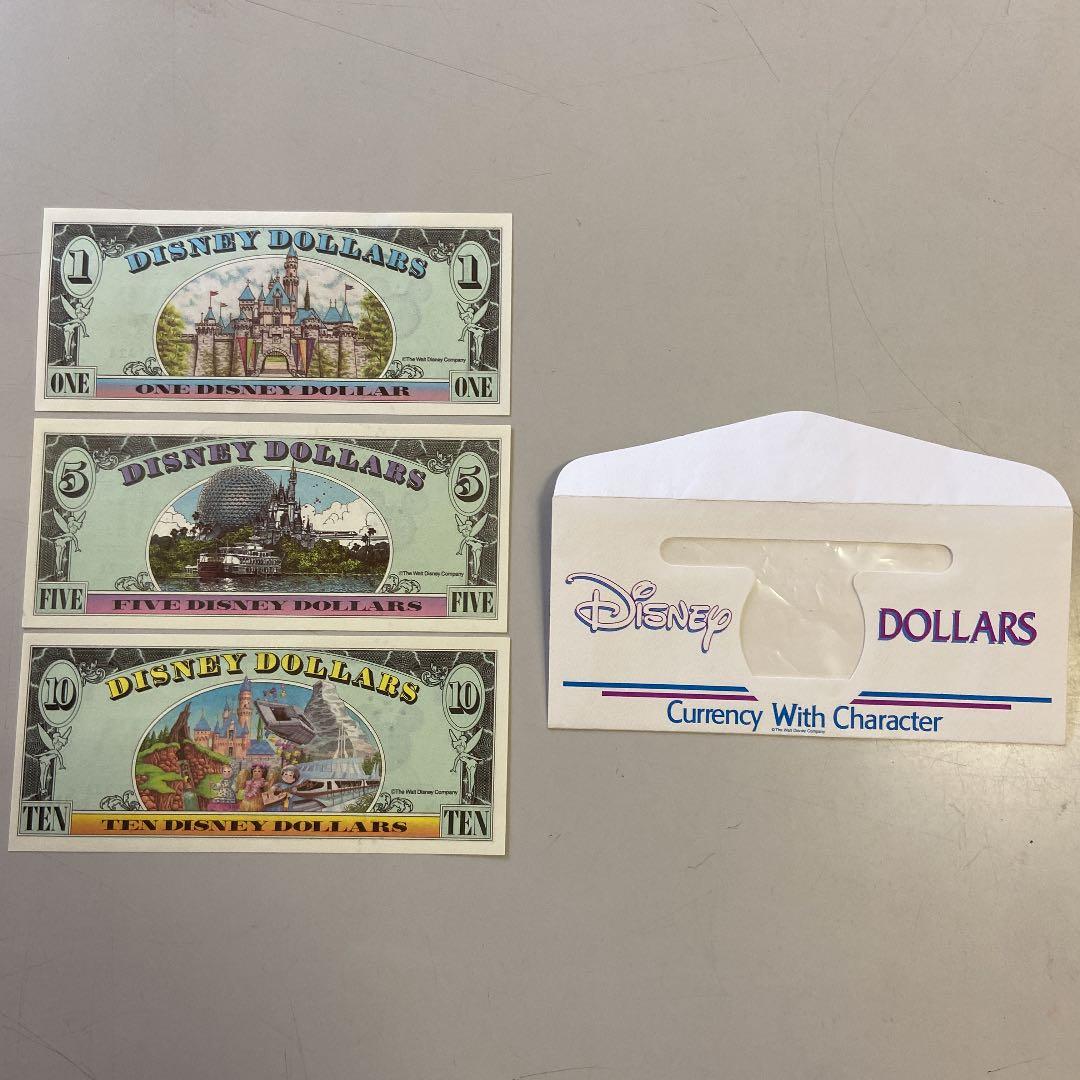 1 DISNEY DOLLARS 1
©The Walt Disney Company
ONE ONE DISNEY DOLLAR ONE
5 DISNEY DOLLARS 5
©The Walt Disney Company
FIVE FIVE DISNEY DOLLARS FIVE
10 DISNEY DOLLARS 10
©The Walt Disney Company
TEN TEN DISNEY DOLLARS TEN
Disney DOLLARS
Currency With Character
©The Walt Disney Company